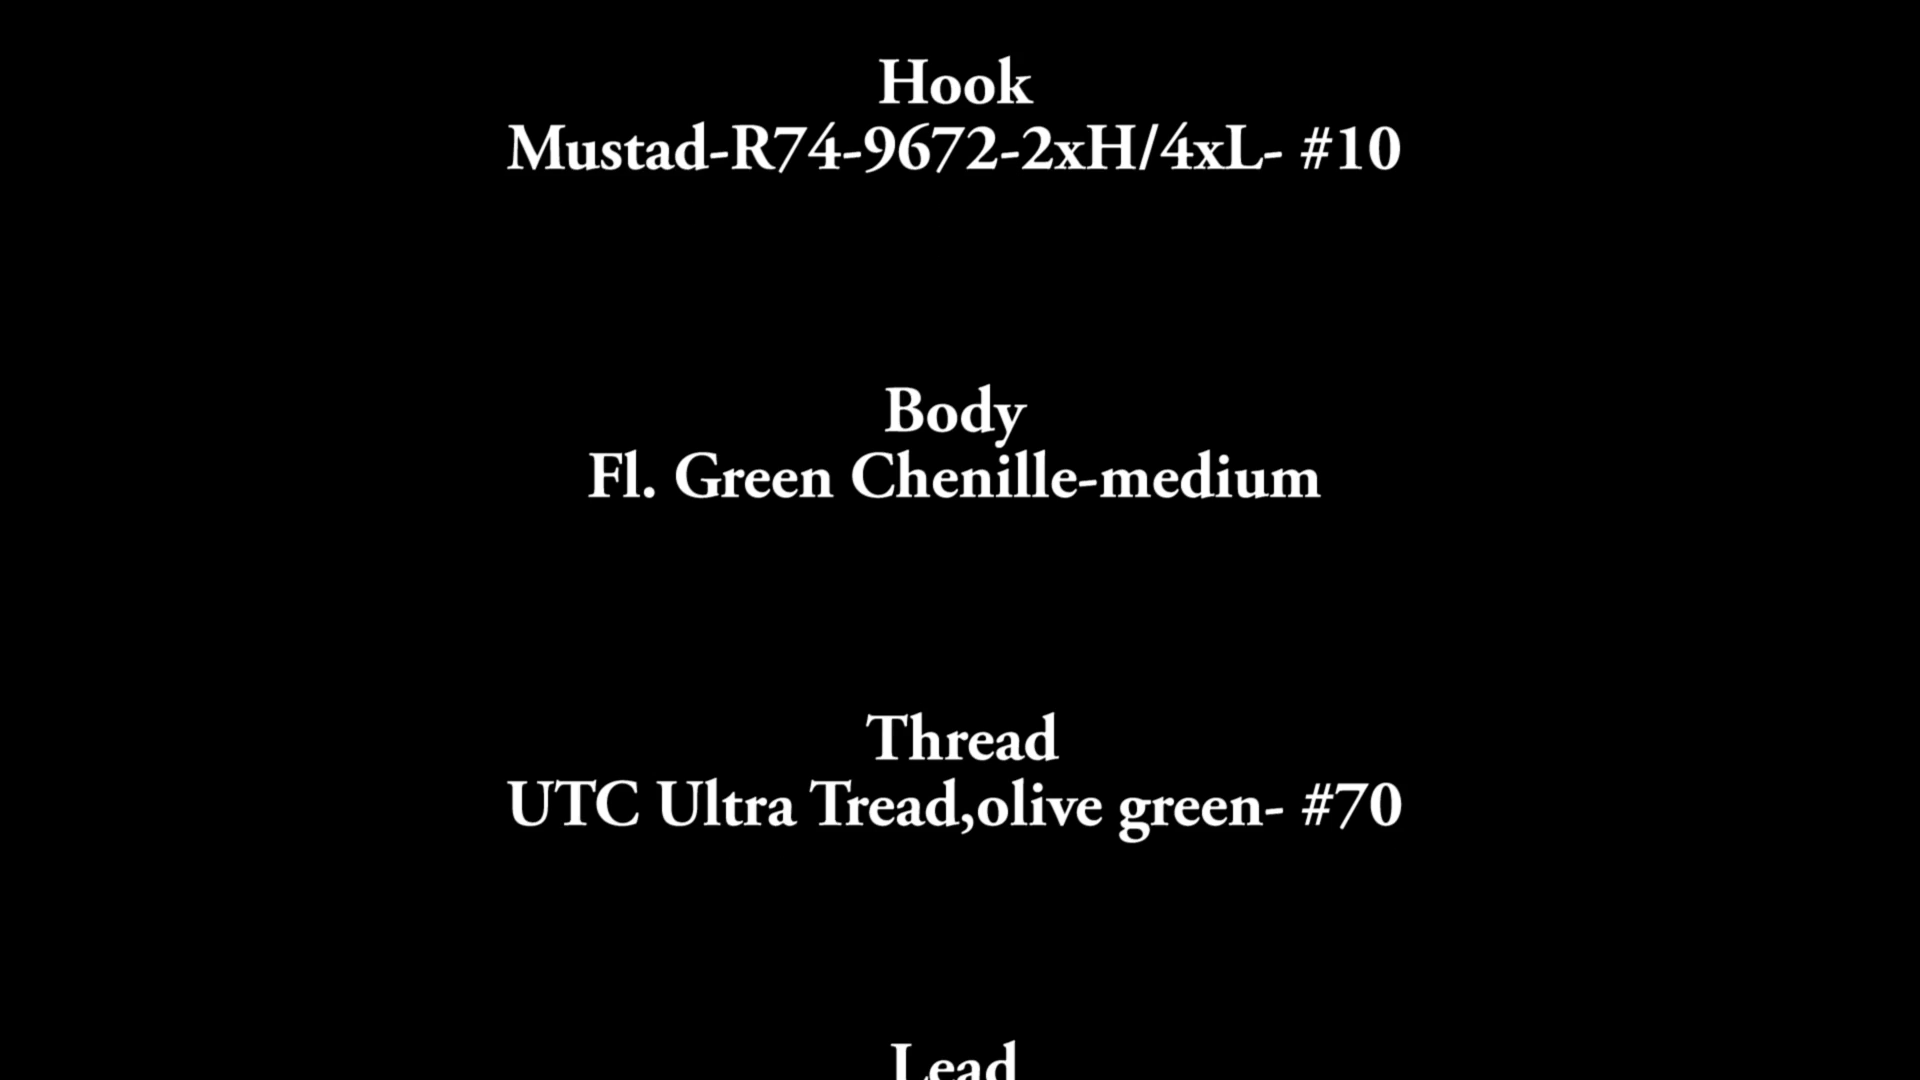 Hook
Mustad-R74-9672-2xH/4xL- #10
Body
Fl. Green Chenille-medium
Thread
UTC Ultra Tread,olive green- #70
Lead